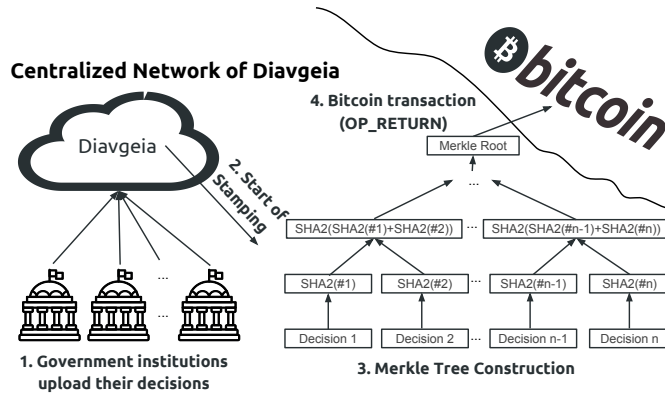 Centralized Network of Diavgeia
Diavgeia
2. Start of
Stamping
...
...
1. Government institutions
upload their decisions
bitcoin
4. Bitcoin transaction
(OP_RETURN)
Merkle Root
...
SHA2(SHA2(#1)+SHA2(#2)) ... SHA2(SHA2(#n-1)+SHA2(#n))
SHA2(#1) SHA2(#2) ... SHA2(#n-1) SHA2(#n)
Decision 1 Decision 2 ... Decision n-1 Decision n
3. Merkle Tree Construction